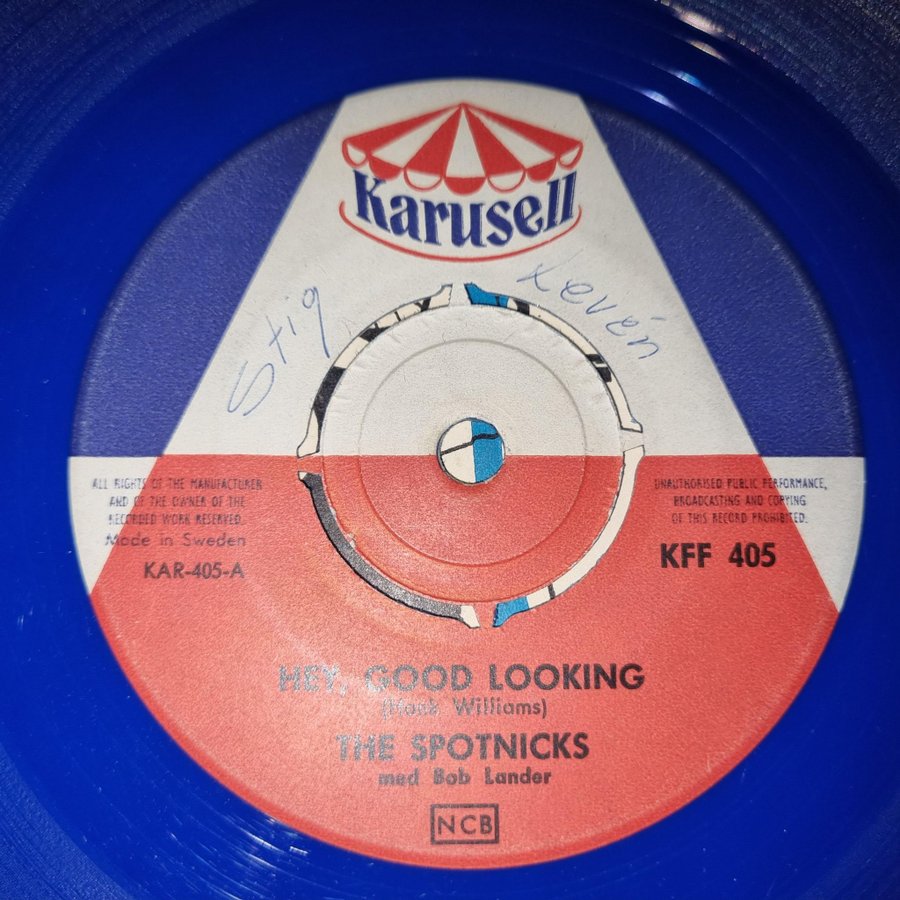 Karusell
Stig Levén
ALL RIGHTS OF THE MANUFACTURER
AND OF THE OWNER OF THE
RECORDED WORK RESERVED.
Made in Sweden
KAR-405-A
UNAUTHORISED PUBLIC PERFORMANCE,
BROADCASTING AND COPYING
OF THIS RECORD PROHIBITED.
KFF 405
HEY, GOOD LOOKING
(Hank Williams)
THE SPOTNICKS
med Bob Lander
NCB